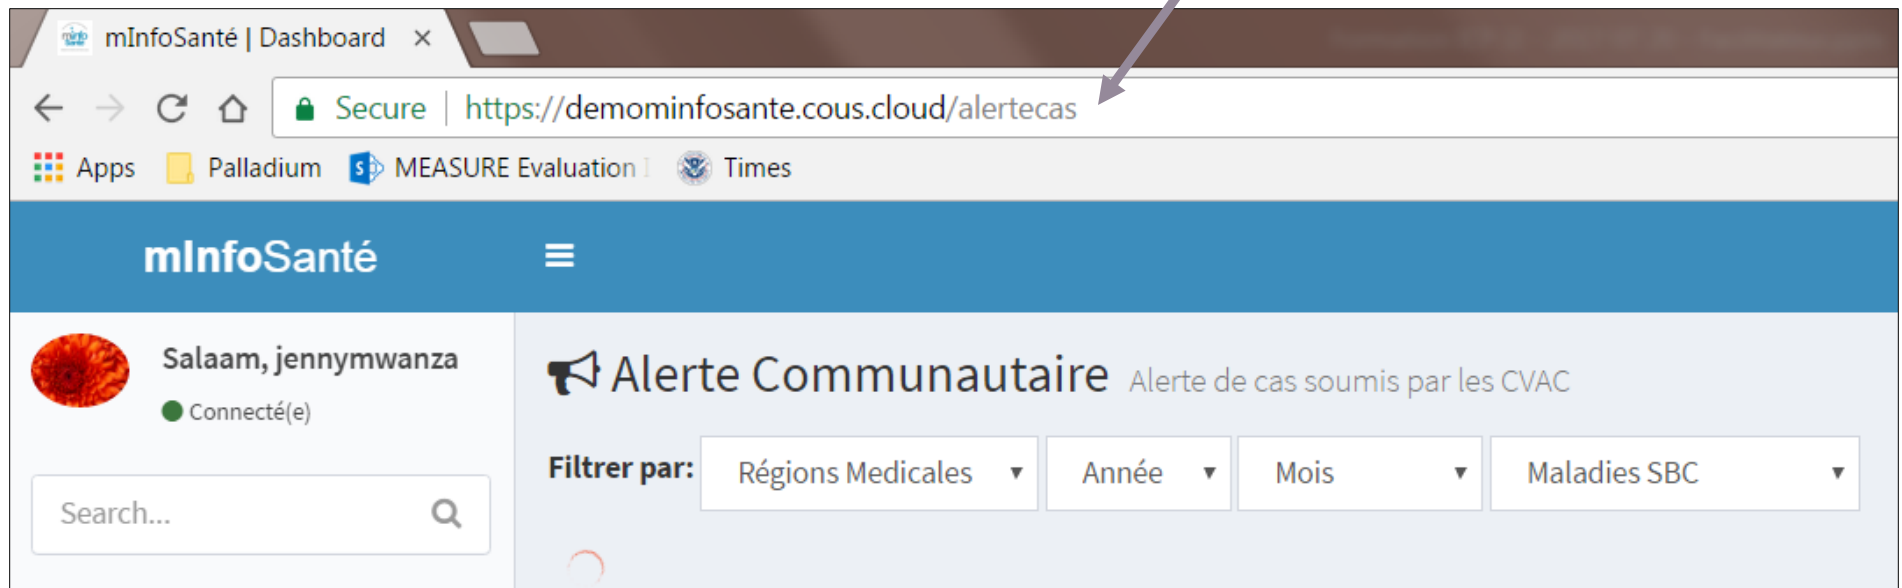 mInfoSanté | Dashboard ×
Secure | https://demominfosante.cous.cloud/alertecas
Apps Palladium MEASURE Evaluation Times
mInfoSanté
Salaam, jennymwanza
Connecté(e)
Search...
Alerte Communautaire Alerte de cas soumis par les CVAC
Filtrer par: Régions Medicales Année Mois Maladies SBC